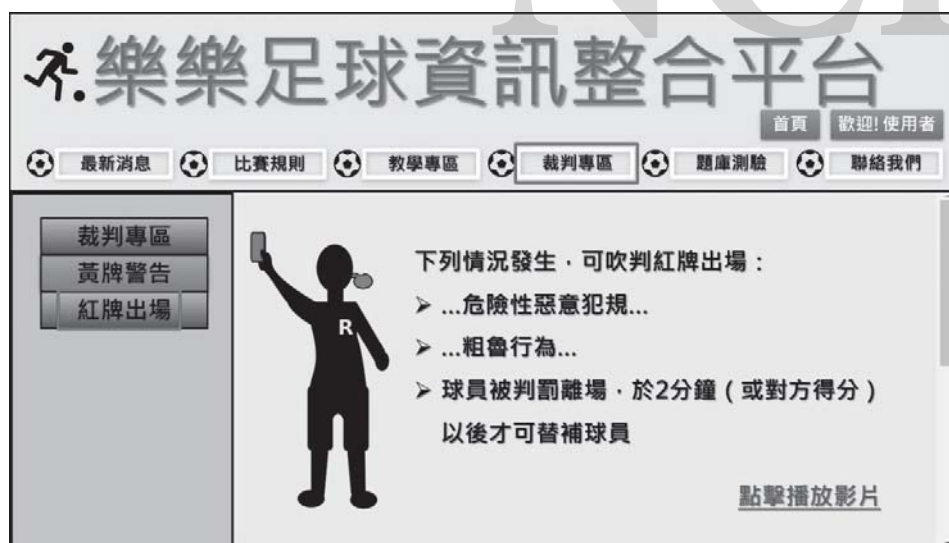 樂樂足球資訊整合平台
首頁 歡迎!使用者
最新消息 比賽規則 教學專區 裁判專區 題庫測驗 聯絡我們
裁判專區
黃牌警告
紅牌出場
R
下列情況發生，可吹判紅牌出場：
➢ ...危險性惡意犯規...
➢ ...粗魯行為...
➢ 球員被判罰離場，於2分鐘（或對方得分）
以後才可替補球員
點擊播放影片